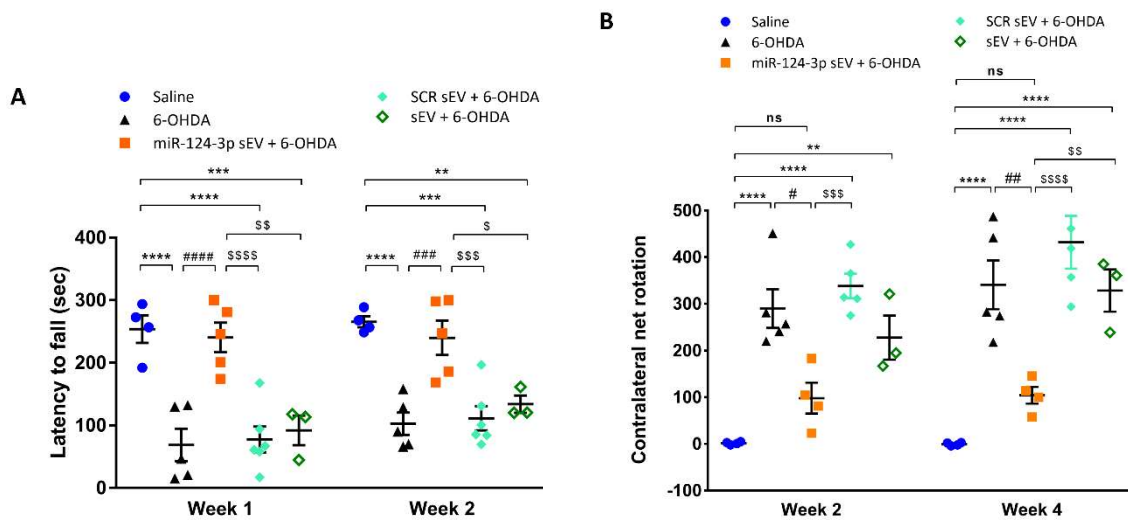 A
Saline
6-OHDA
miR-124-3p sEV + 6-OHDA
SCR sEV + 6-OHDA
sEV + 6-OHDA
***
****
$$
****
####
$$$$
**
***
$
****
###
$$$
Latency to fall (sec)
400
300
200
100
0
Week 1
Week 2
B
Saline
6-OHDA
miR-124-3p sEV + 6-OHDA
SCR sEV + 6-OHDA
sEV + 6-OHDA
ns
**
****
****
#
$$$
ns
****
****
$$
****
##
$$$$
Contralateral net rotation
500
400
300
200
100
0
-100
Week 2
Week 4